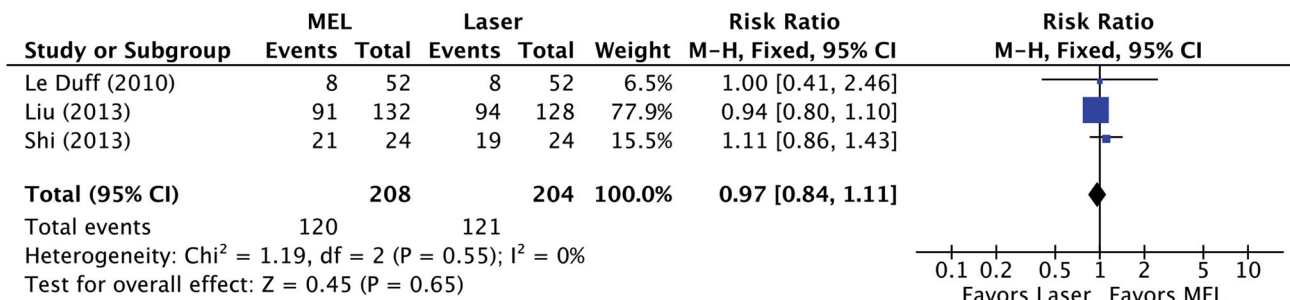 MEL Laser Risk Ratio Risk Ratio
Study or Subgroup Events Total Events Total Weight M-H, Fixed, 95% CI M-H, Fixed, 95% CI
Le Duff (2010) 8 52 8 52 6.5% 1.00 [0.41, 2.46]
Liu (2013) 91 132 94 128 77.9% 0.94 [0.80, 1.10]
Shi (2013) 21 24 19 24 15.5% 1.11 [0.86, 1.43]
Total (95% CI) 208 204 100.0% 0.97 [0.84, 1.11]
Total events 120 121
Heterogeneity: Chi² = 1.19, df = 2 (P = 0.55); I² = 0%
Test for overall effect: Z = 0.45 (P = 0.65)
0.1 0.2 0.5 1 2 5 10
Favors Laser Favors MEL